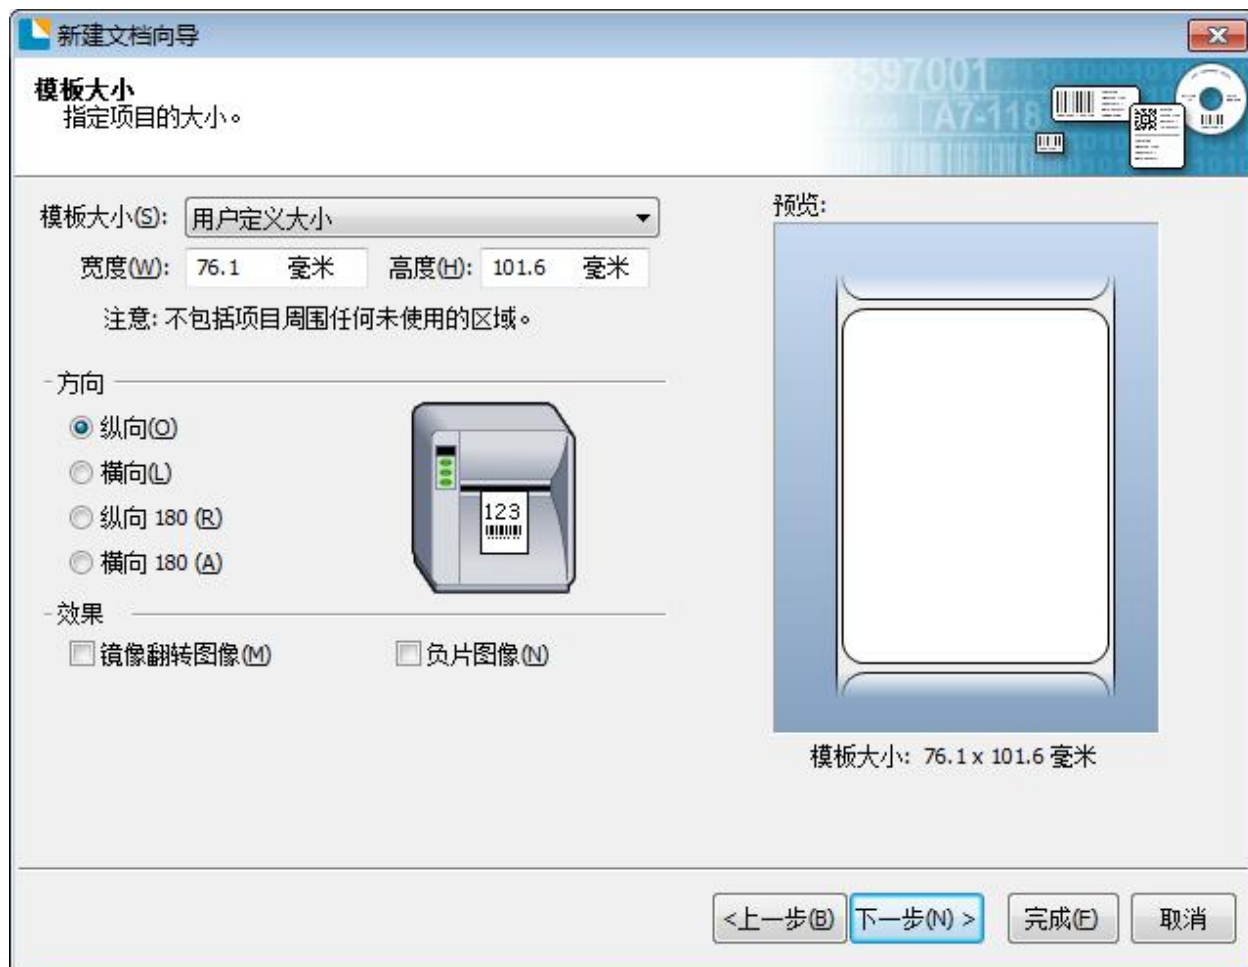 新建文档向导
模板大小
指定项目的大小。
3597001
A7-118
模板大小(S): 用户定义大小
宽度(W): 76.1 毫米 高度(H): 101.6 毫米
注意: 不包括项目周围任何未使用的区域。
方向
纵向(O)
横向(L)
纵向 180 (R)
横向 180 (A)
123
效果
镜像翻转图像(M) 负片图像(N)
预览:
模板大小: 76.1 x 101.6 毫米
<上一步(B) 下一步(N) > 完成(F) 取消